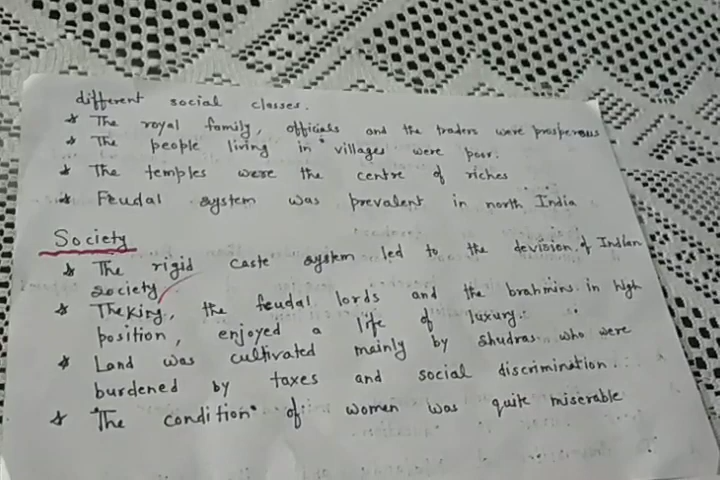 different social classes.
* The royal family, officials and the traders were prosperous
* The people living in villages were poor.
* The temples were the centre of riches
* Feudal system was prevalent in north India
Society
* The rigid caste system led to the devision of Indian
society
* The king, the feudal lords and the brahmins in high
position, enjoyed a life of luxury.
* Land was cultivated mainly by shudras who were
burdened by taxes and social discrimination.
* The condition of women was quite miserable